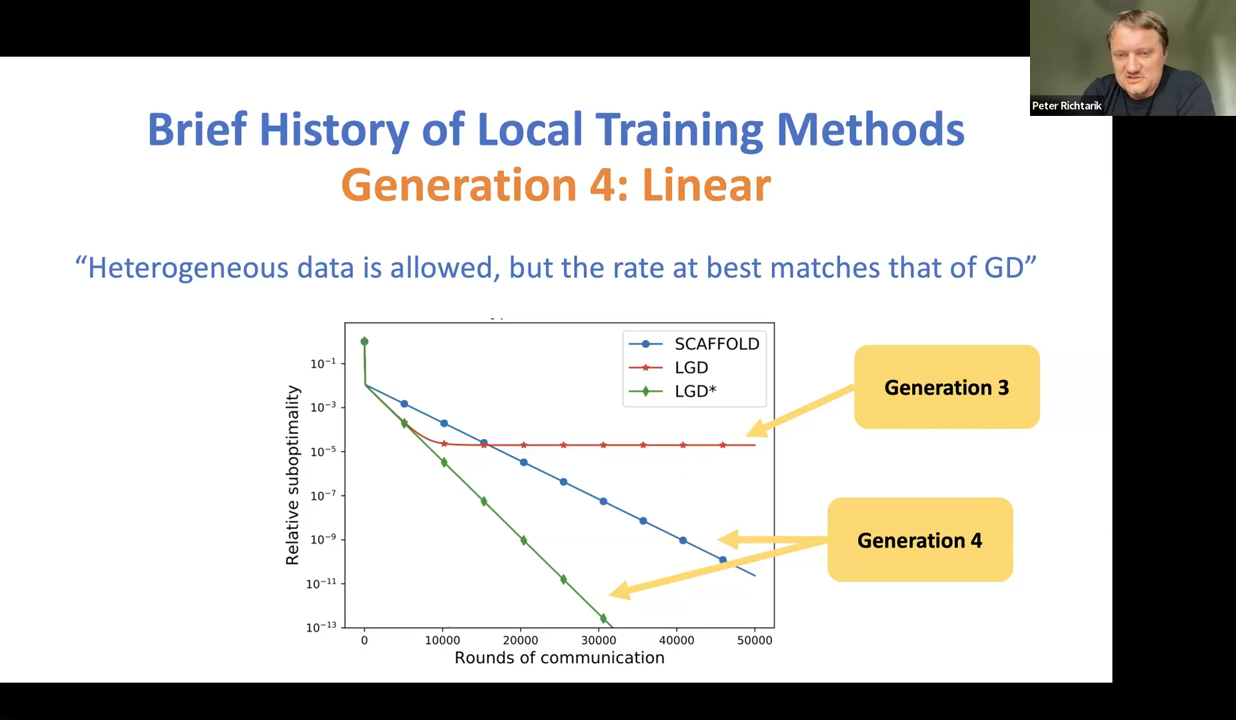 Peter Richtarik
Brief History of Local Training Methods
Generation 4: Linear
“Heterogeneous data is allowed, but the rate at best matches that of GD”
SCAFFOLD
LGD
LGD*
Generation 3
Generation 4
Relative suboptimality
10⁻¹
10⁻³
10⁻⁵
10⁻⁷
10⁻⁹
10⁻¹¹
10⁻¹³
0 10000 20000 30000 40000 50000
Rounds of communication